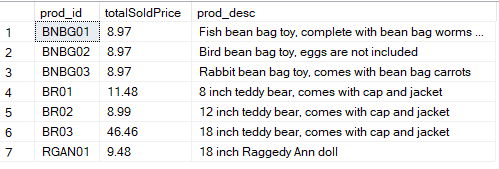 prod_id totalSoldPrice prod_desc
1 BNBG01 8.97 Fish bean bag toy, complete with bean bag worms ...
2 BNBG02 8.97 Bird bean bag toy, eggs are not included
3 BNBG03 8.97 Rabbit bean bag toy, comes with bean bag carrots
4 BR01 11.48 8 inch teddy bear, comes with cap and jacket
5 BR02 8.99 12 inch teddy bear, comes with cap and jacket
6 BR03 46.46 18 inch teddy bear, comes with cap and jacket
7 RGAN01 9.48 18 inch Raggedy Ann doll